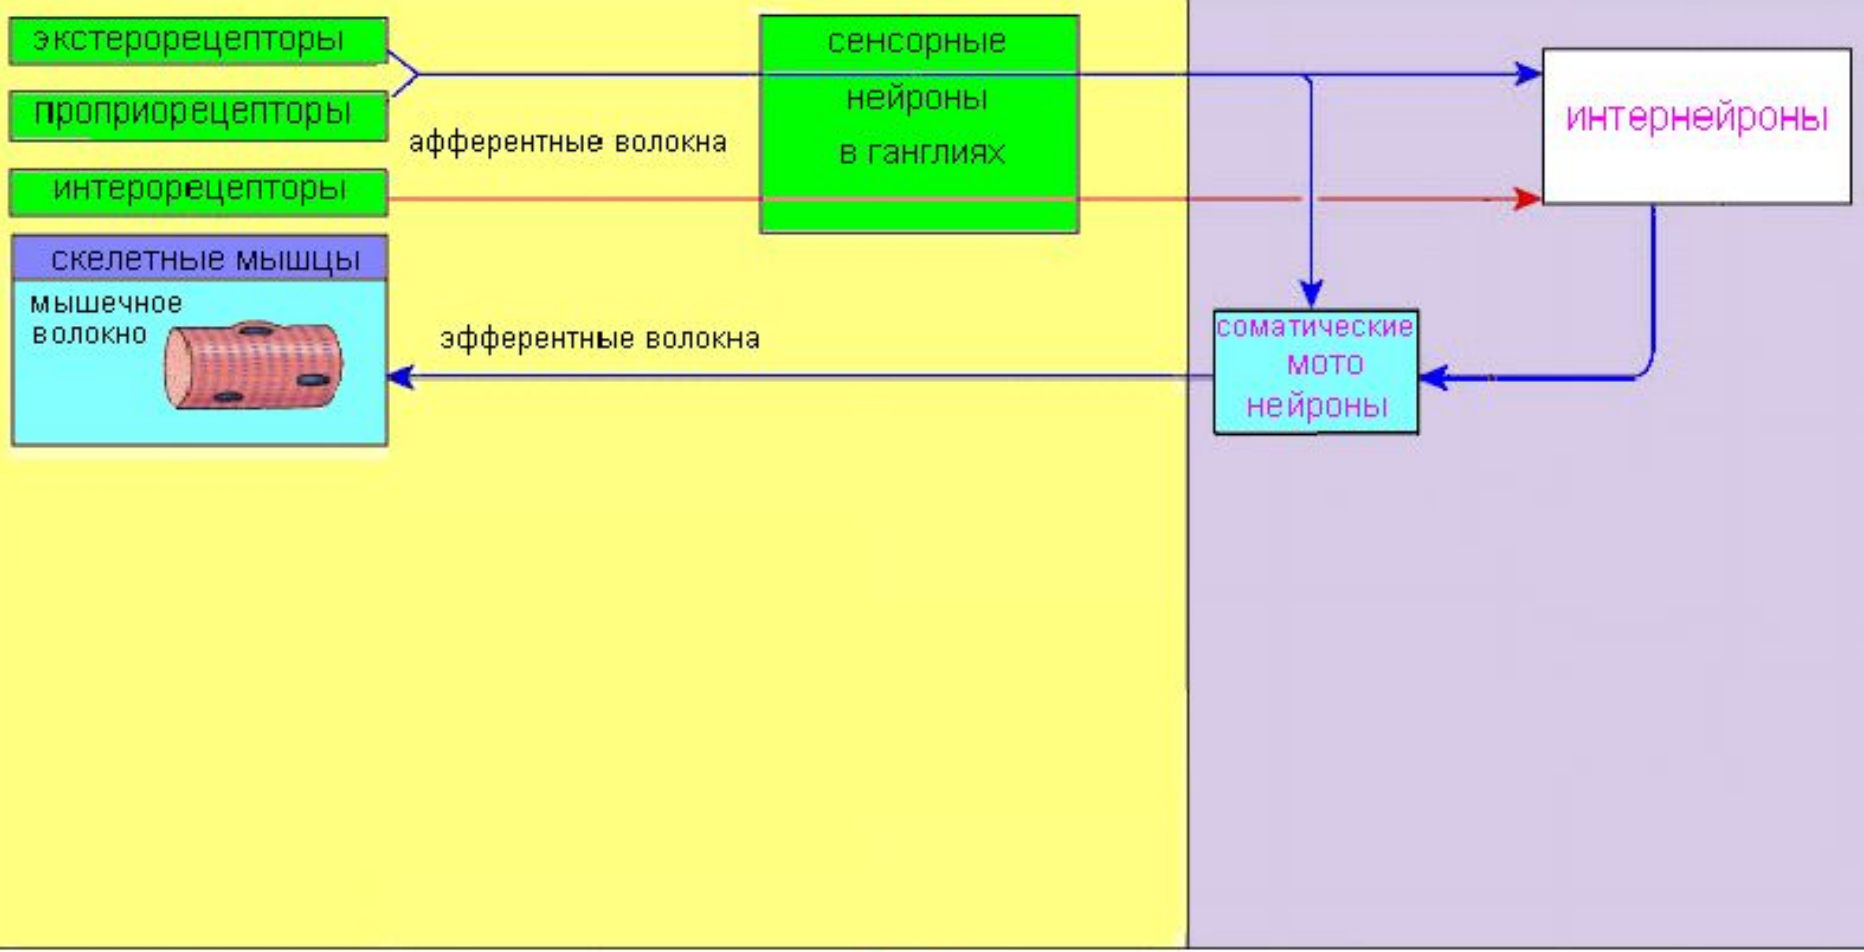 экстерорецепторы
проприорецепторы
интерорецепторы
афферентные волокна
сенсорные
нейроны
в ганглиях
интернейроны
скелетные мышцы
мышечное
волокно
эфферентные волокна
соматические
мото
нейроны